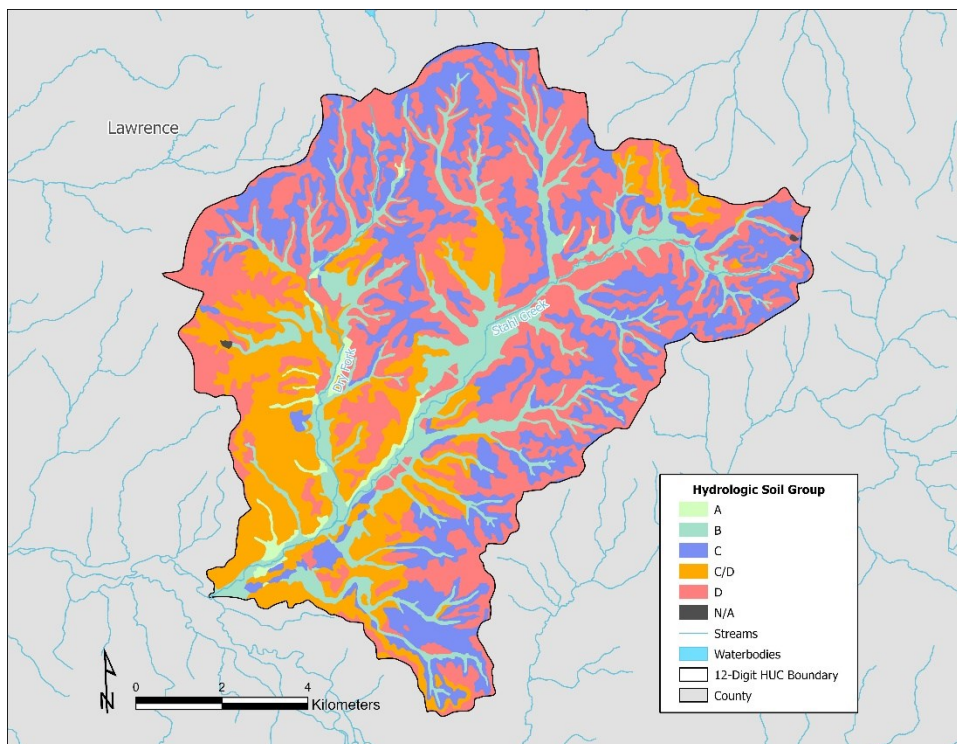 Lawrence
Stahl Creek
Dry Fork
Hydrologic Soil Group
A
B
C
C/D
D
N/A
Streams
Waterbodies
12-Digit HUC Boundary
County
N
0 2 4
Kilometers